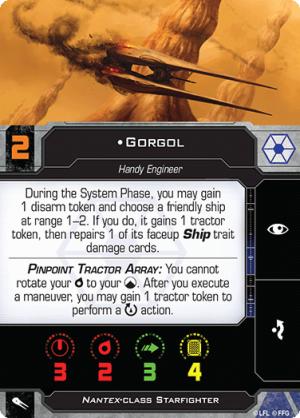 •Gorgol
2
Handy Engineer
During the System Phase, you may gain
1 disarm token and choose a friendly ship
at range 1–2. If you do, it gains 1 tractor
token, then repairs 1 of its faceup Ship trait
damage cards.
Pinpoint Tractor Array: You cannot
rotate your to your . After you execute
a maneuver, you may gain 1 tractor token to
perform a action.
3 2 3 4
Nantex-class Starfighter
©LFL ©FFG